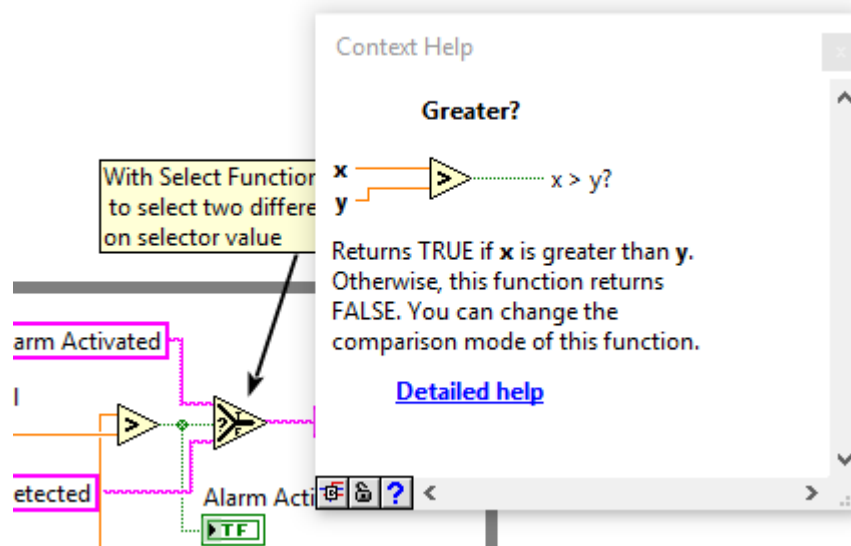 Context Help
Greater?
x
y
x > y?
Returns TRUE if x is greater than y.
Otherwise, this function returns
FALSE. You can change the
comparison mode of this function.
Detailed help
With Select Function
to select two differe
on selector value
arm Activated
>
?
T
F
etected
Alarm Acti
TF